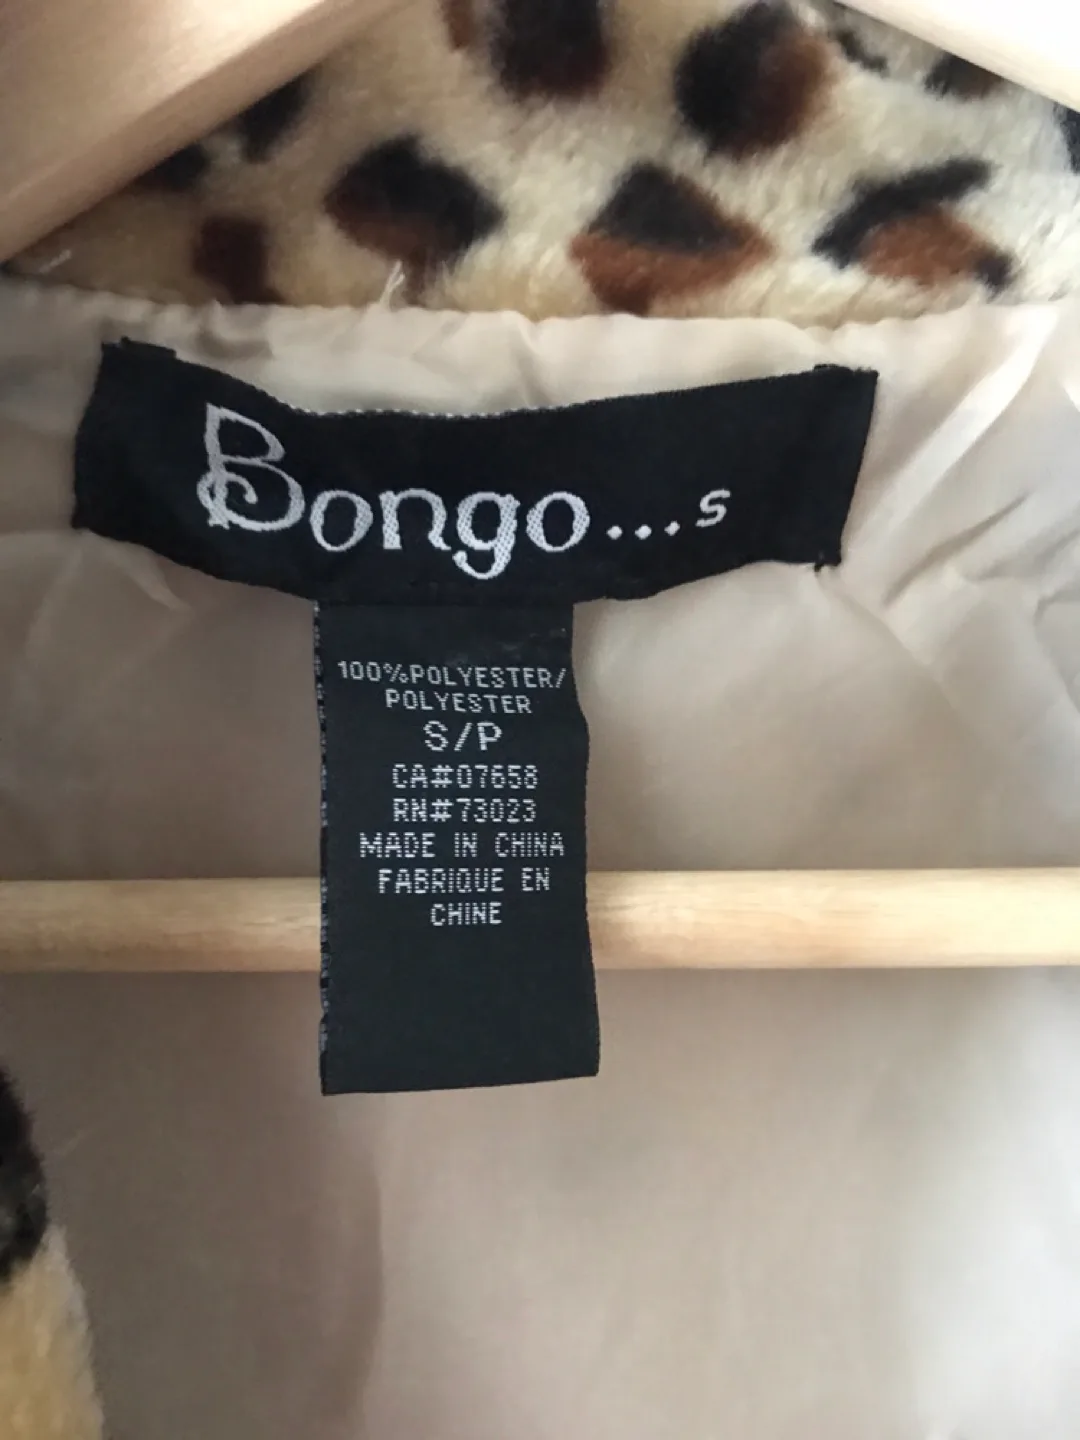 Bongo...s
100%POLYESTER/
POLYESTER
S/P
CA#07658
RN#73023
MADE IN CHINA
FABRIQUE EN
CHINE